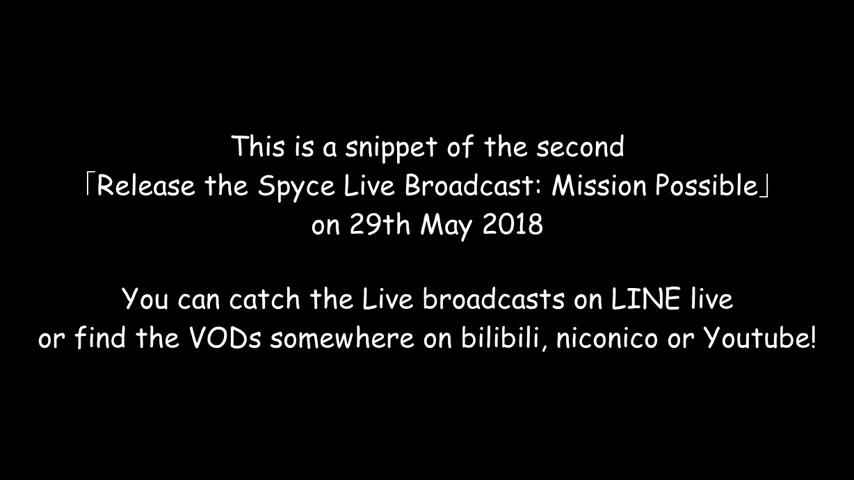 This is a snippet of the second
「Release the Spyce Live Broadcast: Mission Possible」
on 29th May 2018
You can catch the Live broadcasts on LINE live
or find the VODs somewhere on bilibili, niconico or Youtube!